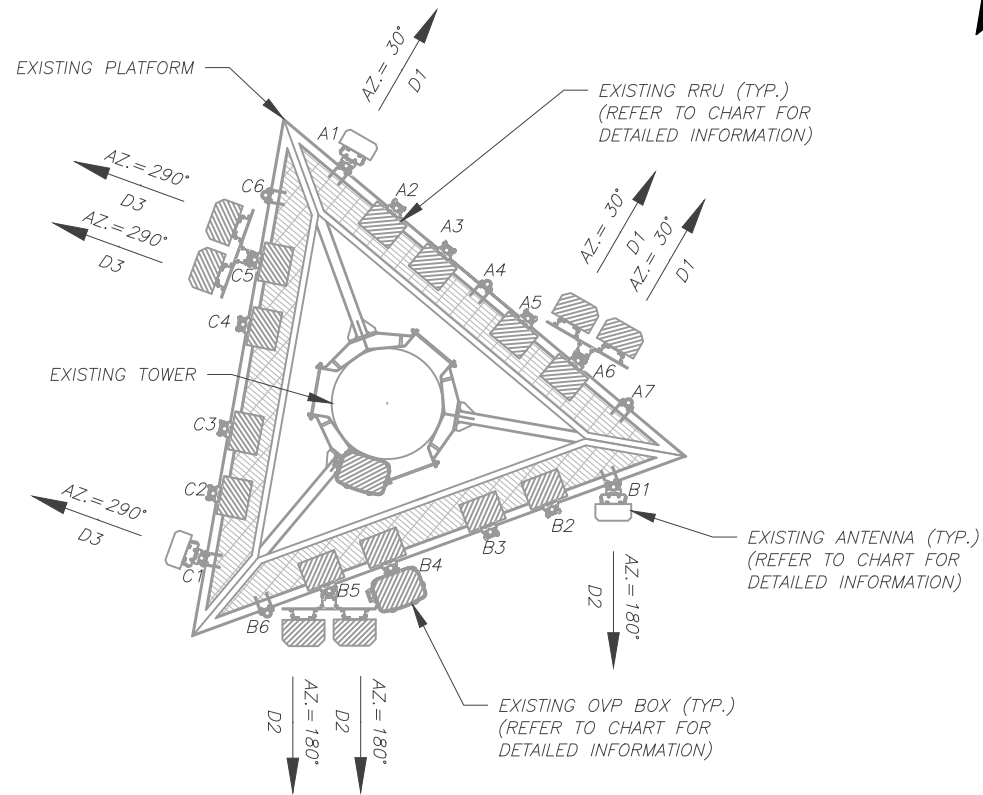 AZ.= 30°
D1
EXISTING PLATFORM
EXISTING RRU (TYP.)
(REFER TO CHART FOR
DETAILED INFORMATION)
A1
AZ.= 290°
D3
C6
A2
AZ.= 30°
D1
AZ.= 30°
D1
AZ.= 290°
D3
A3
A4
C5
A5
C4
A6
EXISTING TOWER
A7
C3
C2
B1
AZ.= 290°
D3
B2
B3
EXISTING ANTENNA (TYP.)
(REFER TO CHART FOR
DETAILED INFORMATION)
C1
B4
B5
B6
AZ.= 180°
D2
EXISTING OVP BOX (TYP.)
(REFER TO CHART FOR
DETAILED INFORMATION)
AZ.= 180°
D2
AZ.= 180°
D2